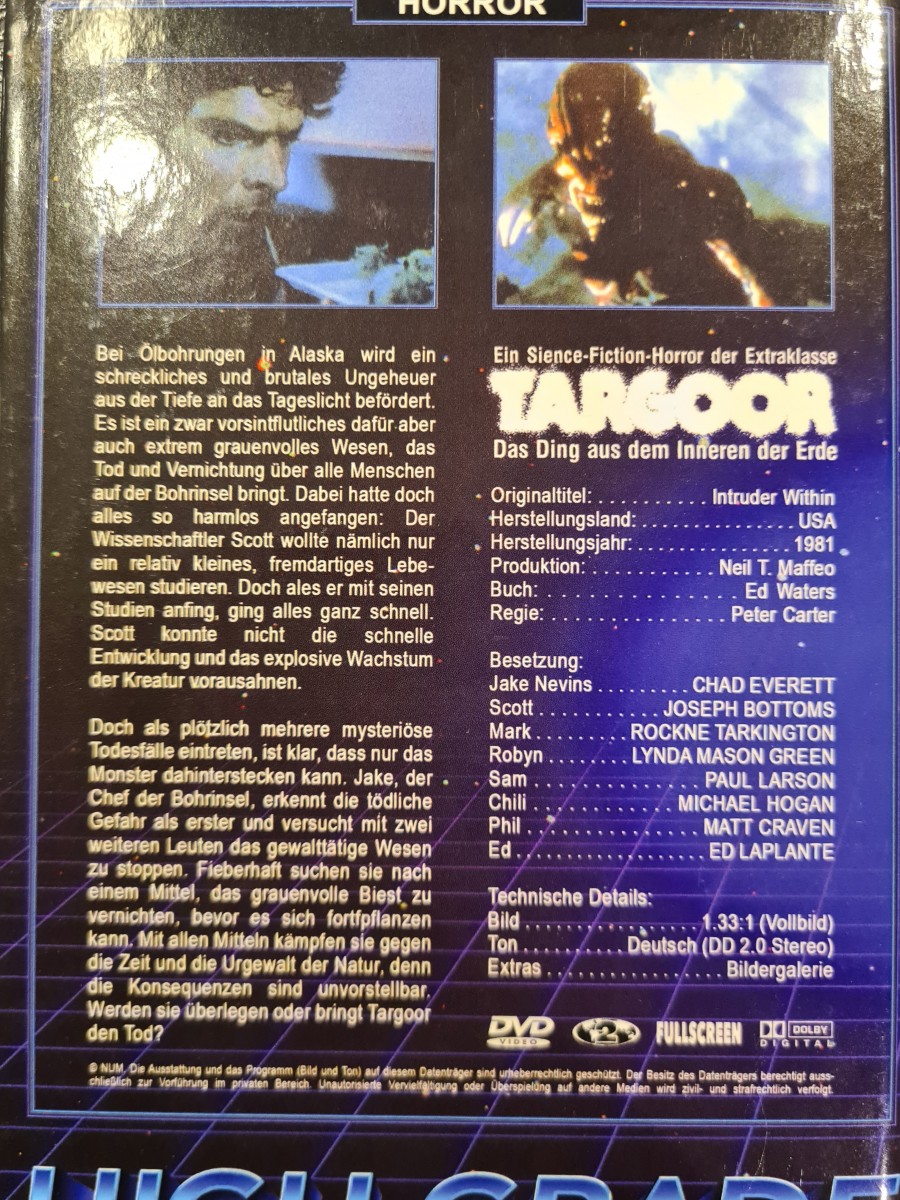 HORROR
Bei Ölbohrungen in Alaska wird ein
schreckliches und brutales Ungeheuer
aus der Tiefe an das Tageslicht befördert.
Es ist ein zwar vorsintflutliches dafür aber
auch extrem grauenvolles Wesen, das
Tod und Vernichtung über alle Menschen
auf der Bohrinsel bringt. Dabei hatte doch
alles so harmlos angefangen: Der
Wissenschaftler Scott wollte nämlich nur
ein relativ kleines, fremdartiges Lebe-
wesen studieren. Doch ales er mit seinen
Studien anfing, ging alles ganz schnell.
Scott konnte nicht die schnelle
Entwicklung und das explosive Wachstum
der Kreatur vorausahnen.
Doch als plötzlich mehrere mysteriöse
Todesfälle eintreten, ist klar, dass nur das
Monster dahinterstecken kann. Jake, der
Chef der Bohrinsel, erkennt die tödliche
Gefahr als erster und versucht mit zwei
weiteren Leuten das gewalttätige Wesen
zu stoppen. Fieberhaft suchen sie nach
einem Mittel, das grauenvolle Biest zu
vernichten, bevor es sich fortfpflanzen
kann. Mit allen Mitteln kämpfen sie gegen
die Zeit und die Urgewalt der Natur, denn
die Konsequenzen sind unvorstellbar.
Werden sie überlegen oder bringt Targoor
den Tod?
Ein Sience-Fiction-Horror der Extraklasse
TARGOOR
Das Ding aus dem Inneren der Erde
Originaltitel: . . . . . . . . . . Intruder Within
Herstellungsland: . . . . . . . . . . . . . . . USA
Herstellungsjahr: . . . . . . . . . . . . . . . 1981
Produktion: . . . . . . . . . . . Neil T. Maffeo
Buch: . . . . . . . . . . . . . . . . . Ed Waters
Regie: . . . . . . . . . . . . . . . . Peter Carter
Besetzung:
Jake Nevins . . . . . . . . . CHAD EVERETT
Scott . . . . . . . . . . . . JOSEPH BOTTOMS
Mark . . . . . . . . . ROCKNE TARKINGTON
Robyn . . . . . . . . LYNDA MASON GREEN
Sam . . . . . . . . . . . . . . . . . PAUL LARSON
Chili . . . . . . . . . . . . . . MICHAEL HOGAN
Phil . . . . . . . . . . . . . . . . . MATT CRAVEN
Ed . . . . . . . . . . . . . . . . . . . ED LAPLANTE
Technische Details:
Bild . . . . . . . . . . . . . . . . . 1.33:1 (Vollbild)
Ton . . . . . . . . . . Deutsch (DD 2.0 Stereo)
Extras . . . . . . . . . . . . . . . . . . Bildergalerie
DVD VIDEO 2 FULLSCREEN DOLBY DIGITAL
© NUM. Die Ausstattung und das Programm (Bild und Ton) auf diesem Datenträger sind urheberrechtlich geschützt. Der Besitz des Datenträgers berechtigt auss-
chließlich zur Vorführung im privaten Bereich. Unautorisierte Vervielfältigung oder Überspielung auf andere Medien wird zivil- und strafrechtlich verfolgt.
HIGH GRADE